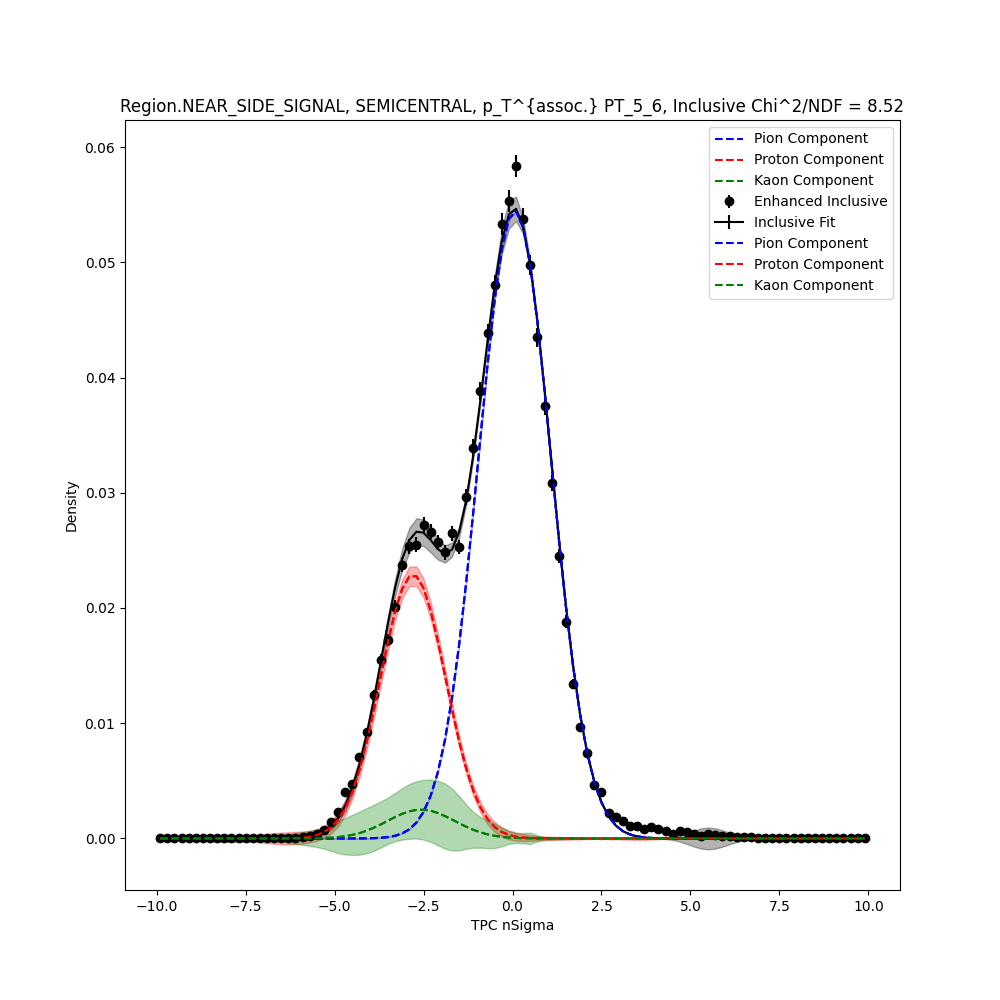 Region.NEAR_SIDE_SIGNAL, SEMICENTRAL, p_T^{assoc.} PT_5_6, Inclusive Chi^2/NDF = 8.52
Pion Component
Proton Component
Kaon Component
Enhanced Inclusive
Inclusive Fit
Pion Component
Proton Component
Kaon Component
0.06
0.05
0.04
0.03
0.02
0.01
0.00
Density
−10.0 −7.5 −5.0 −2.5 0.0 2.5 5.0 7.5 10.0
TPC nSigma